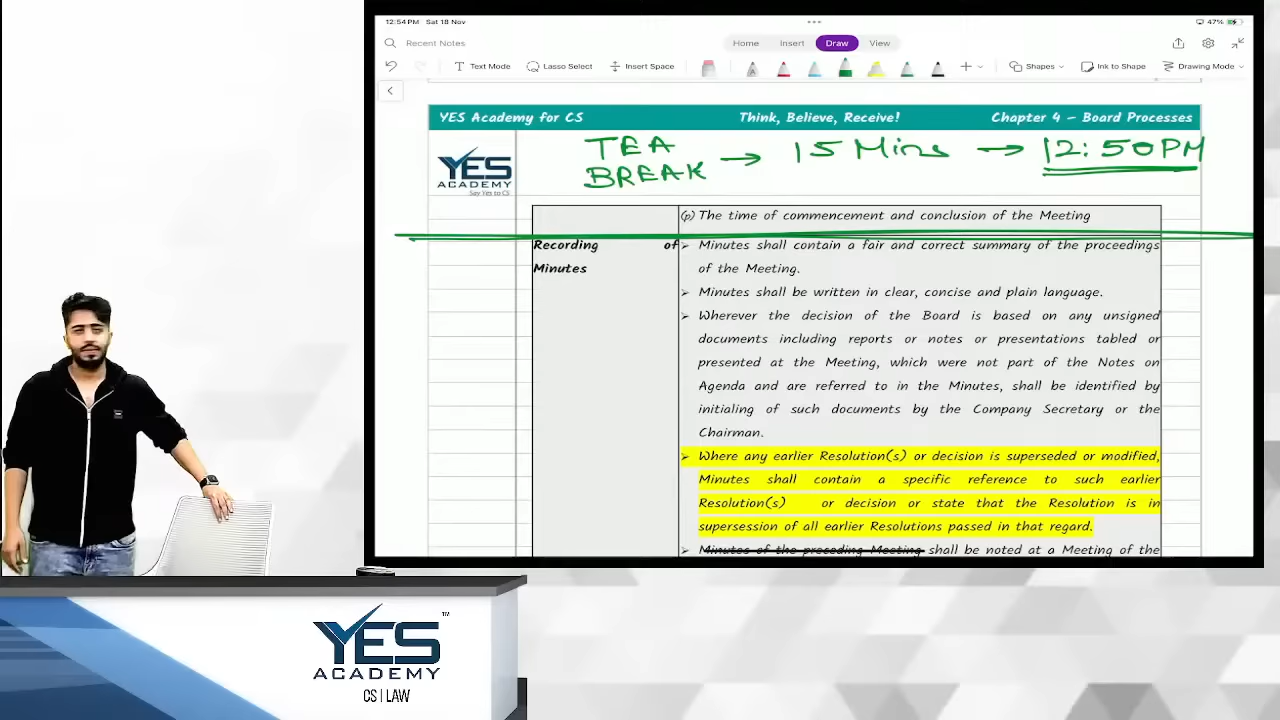 12:54 PM Sat 18 Nov
47%
Recent Notes
Home Insert Draw View
Text Mode Lasso Select Insert Space Shapes Ink to Shape Drawing Mode
YES Academy for CS Think, Believe, Receive! Chapter 4 – Board Processes
TEA BREAK → 15 Mins → 12:50PM
YES
ACADEMY
Say Yes to CS
(p) The time of commencement and conclusion of the Meeting
Recording of Minutes
➢ Minutes shall contain a fair and correct summary of the proceedings
of the Meeting.
➢ Minutes shall be written in clear, concise and plain language.
➢ Wherever the decision of the Board is based on any unsigned
documents including reports or notes or presentations tabled or
presented at the Meeting, which were not part of the Notes on
Agenda and are referred to in the Minutes, shall be identified by
initialing of such documents by the Company Secretary or the
Chairman.
➢ Where any earlier Resolution(s) or decision is superseded or modified,
Minutes shall contain a specific reference to such earlier
Resolution(s) or decision or state that the Resolution is in
supersession of all earlier Resolutions passed in that regard.
➢ Minutes of the preceding Meeting shall be noted at a Meeting of the
YES™
ACADEMY
CS | LAW